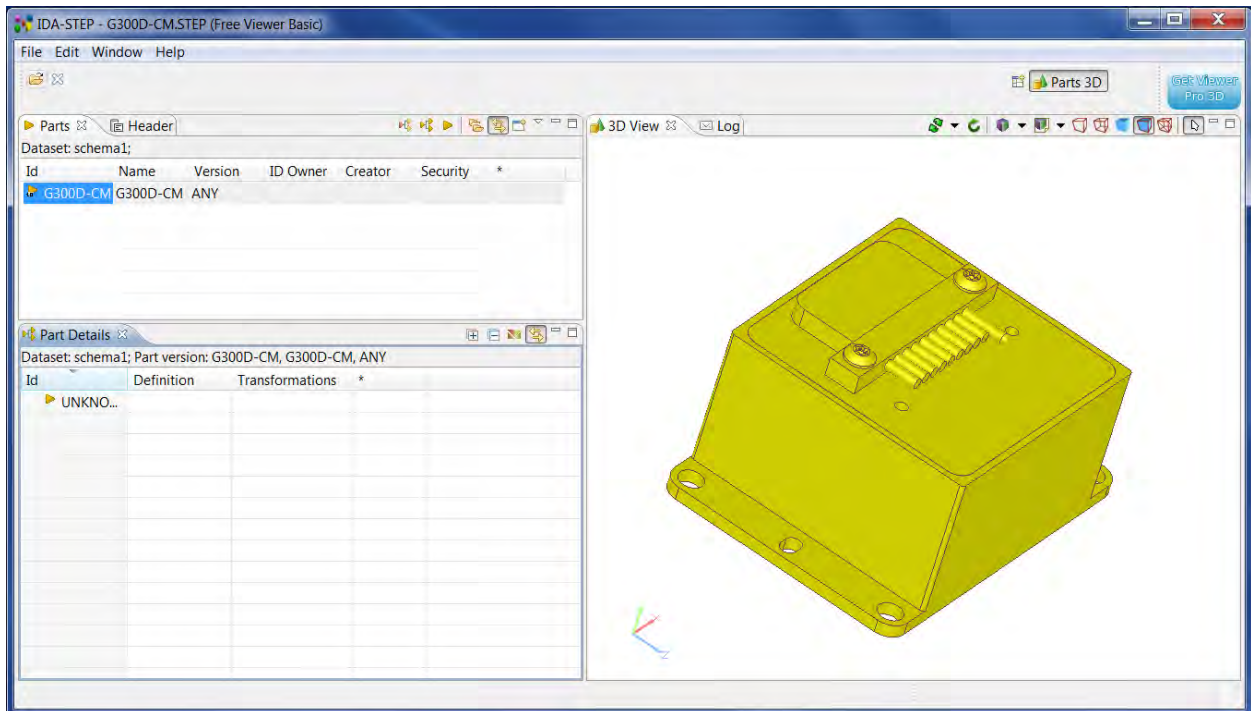 IDA-STEP - G300D-CM.STEP (Free Viewer Basic)
File Edit Window Help
Parts 3D
Get Viewer
Pro 3D
Parts Header
Dataset: schema1;
Id Name Version ID Owner Creator Security *
G300D-CM G300D-CM ANY
Part Details
Dataset: schema1; Part version: G300D-CM, G300D-CM, ANY
Id Definition Transformations *
UNKNO...
3D View Log
X
Z